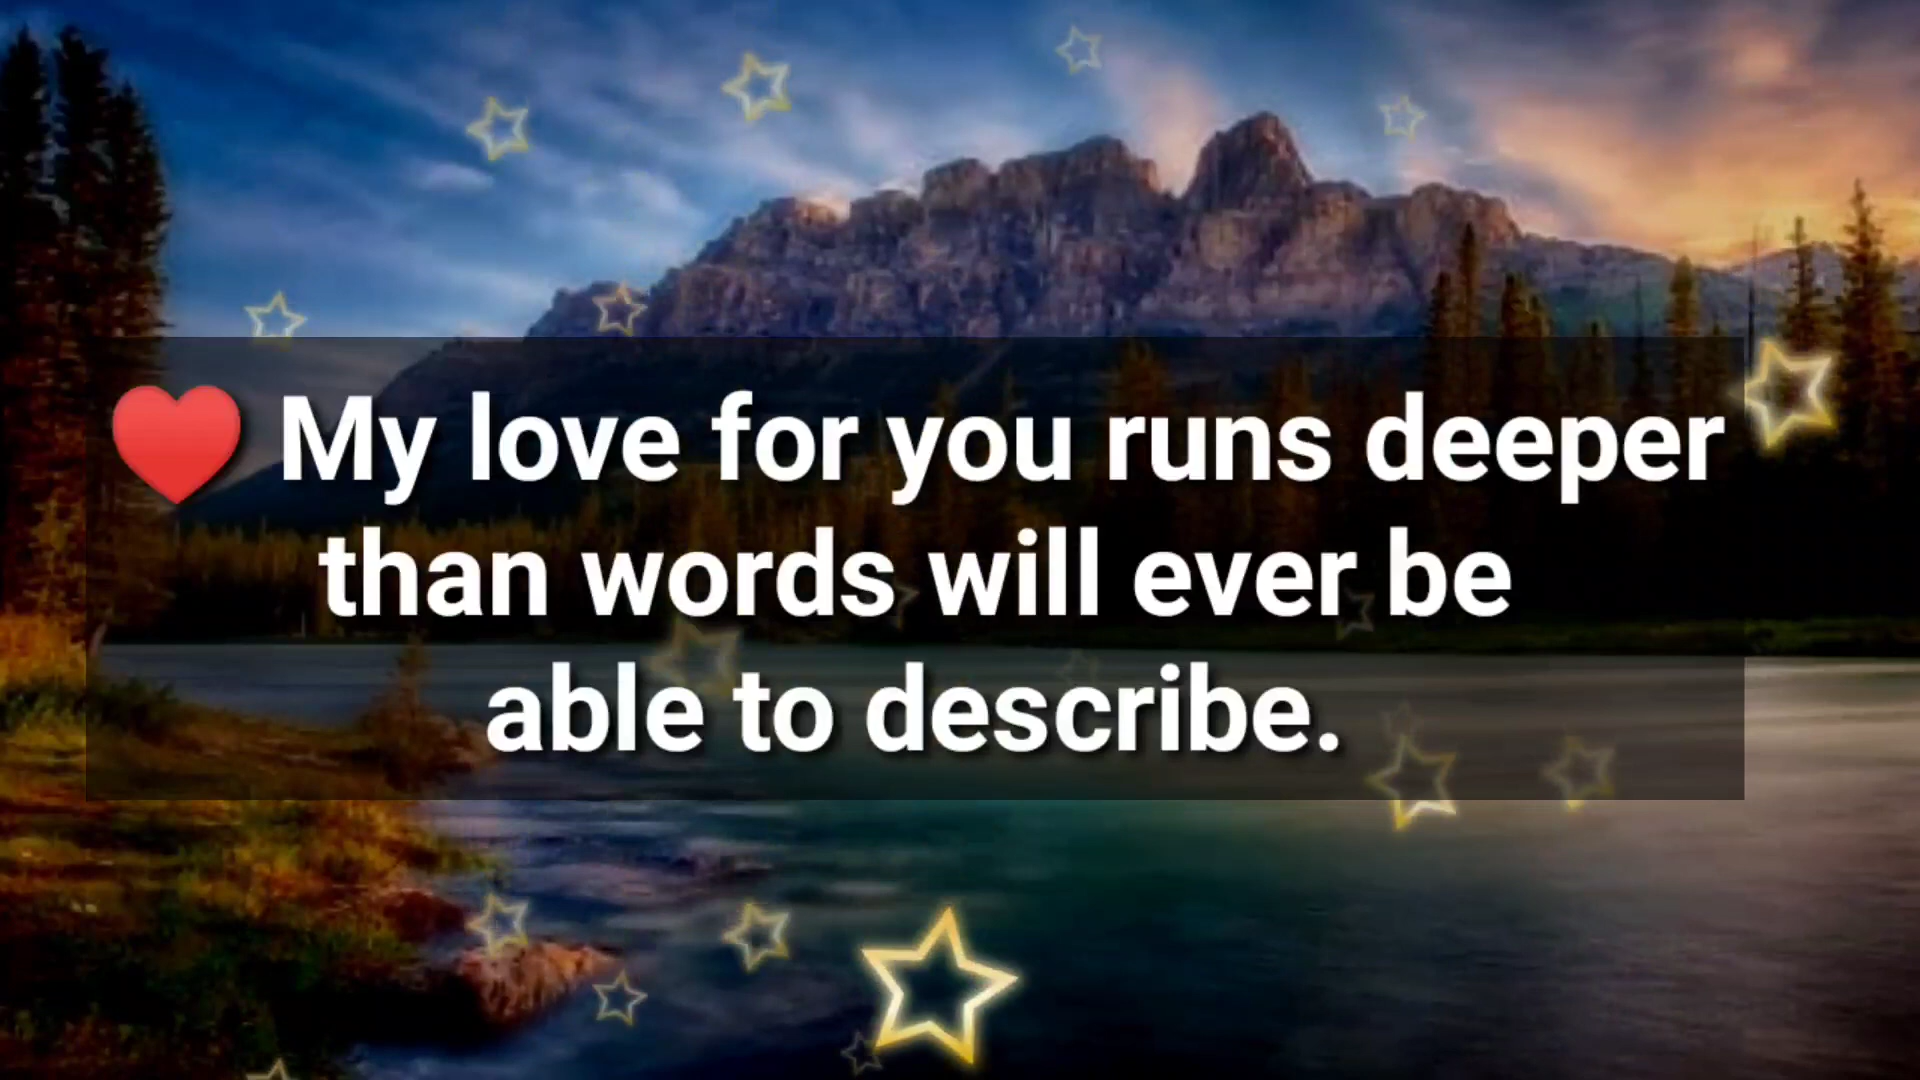 ♥️ My love for you runs deeper
than words will ever be
able to describe.